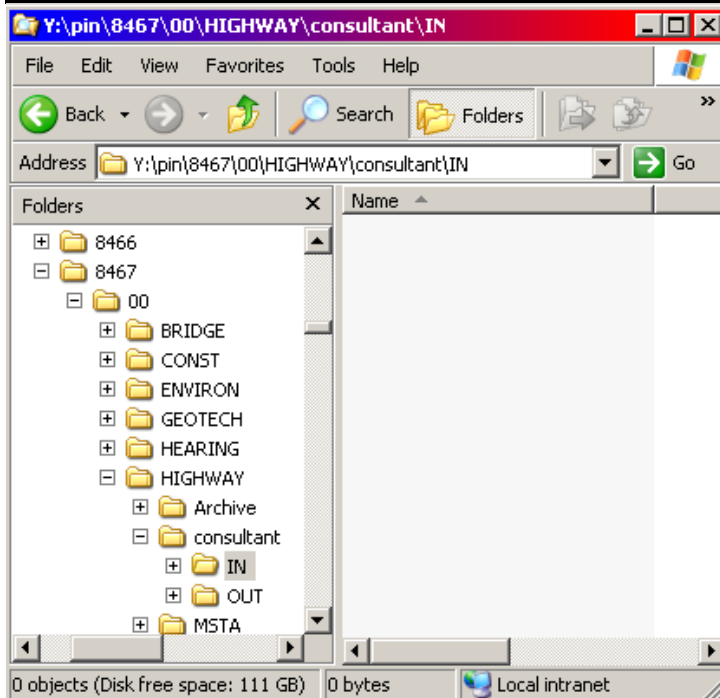 Y:\pin\8467\00\HIGHWAY\consultant\IN
File Edit View Favorites Tools Help
Back Search Folders »
Address Y:\pin\8467\00\HIGHWAY\consultant\IN Go
Folders Name
8466
8467
00
BRIDGE
CONST
ENVIRON
GEOTECH
HEARING
HIGHWAY
Archive
consultant
IN
OUT
MSTA
0 objects (Disk free space: 111 GB) 0 bytes Local intranet